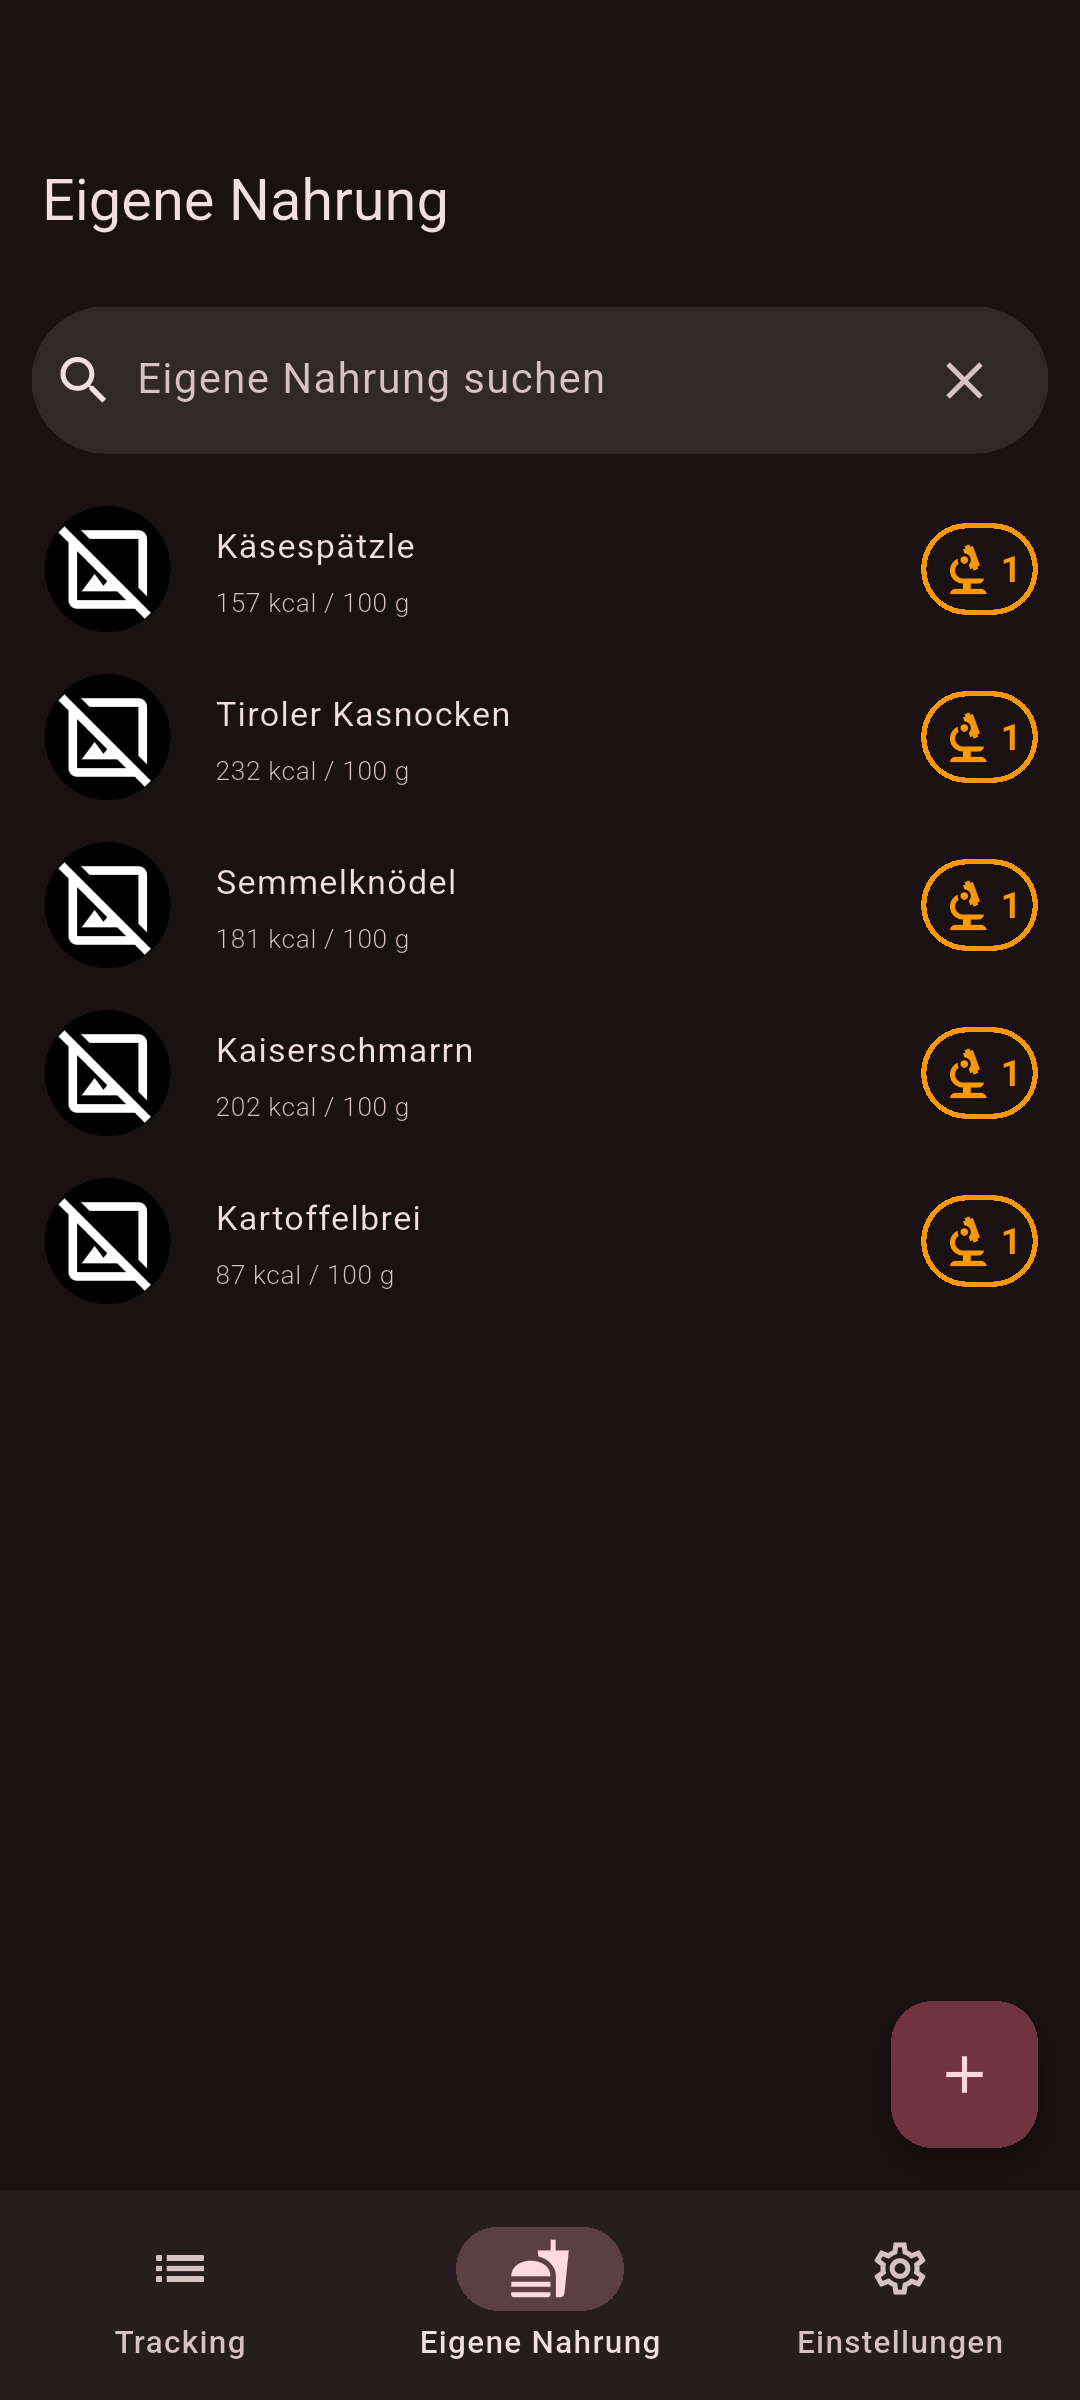 Eigene Nahrung
Eigene Nahrung suchen
Käsespätzle
157 kcal / 100 g
1
Tiroler Kasnocken
232 kcal / 100 g
1
Semmelknödel
181 kcal / 100 g
1
Kaiserschmarrn
202 kcal / 100 g
1
Kartoffelbrei
87 kcal / 100 g
1
Tracking
Eigene Nahrung
Einstellungen